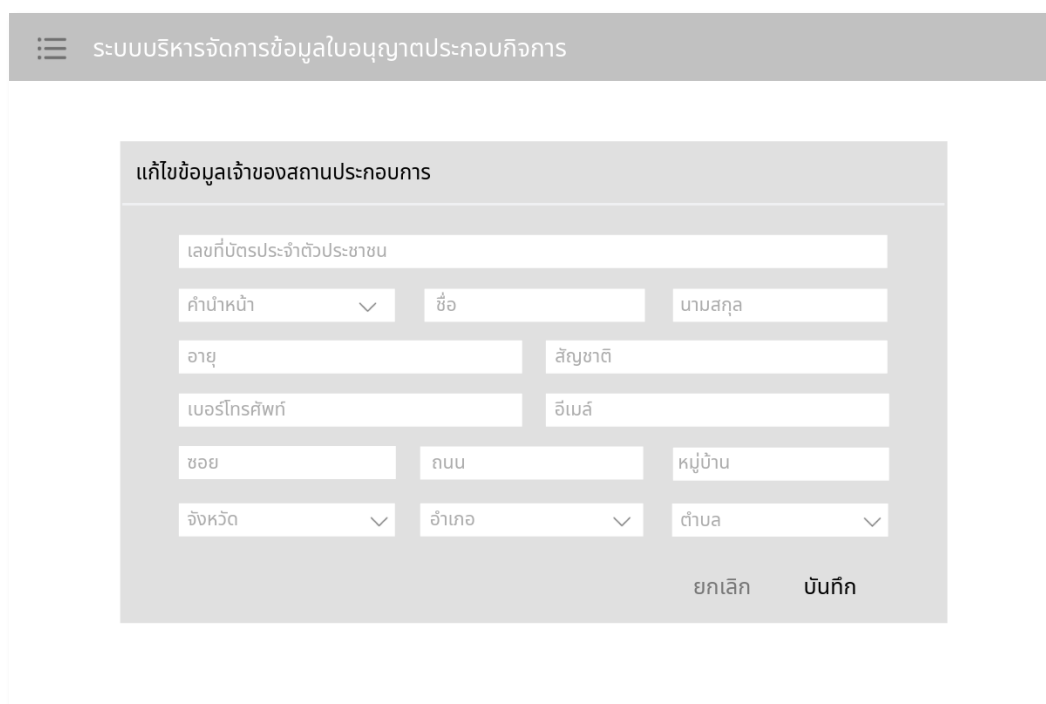 ระบบบริหารจัดการข้อมูลใบอนุญาตประกอบกิจการ
แก้ไขข้อมูลเจ้าของสถานประกอบการ
เลขที่บัตรประจำตัวประชาชน
คำนำหน้า ชื่อ นามสกุล
อายุ สัญชาติ
เบอร์โทรศัพท์ อีเมล์
ซอย ถนน หมู่บ้าน
จังหวัด อำเภอ ตำบล
ยกเลิก บันทึก